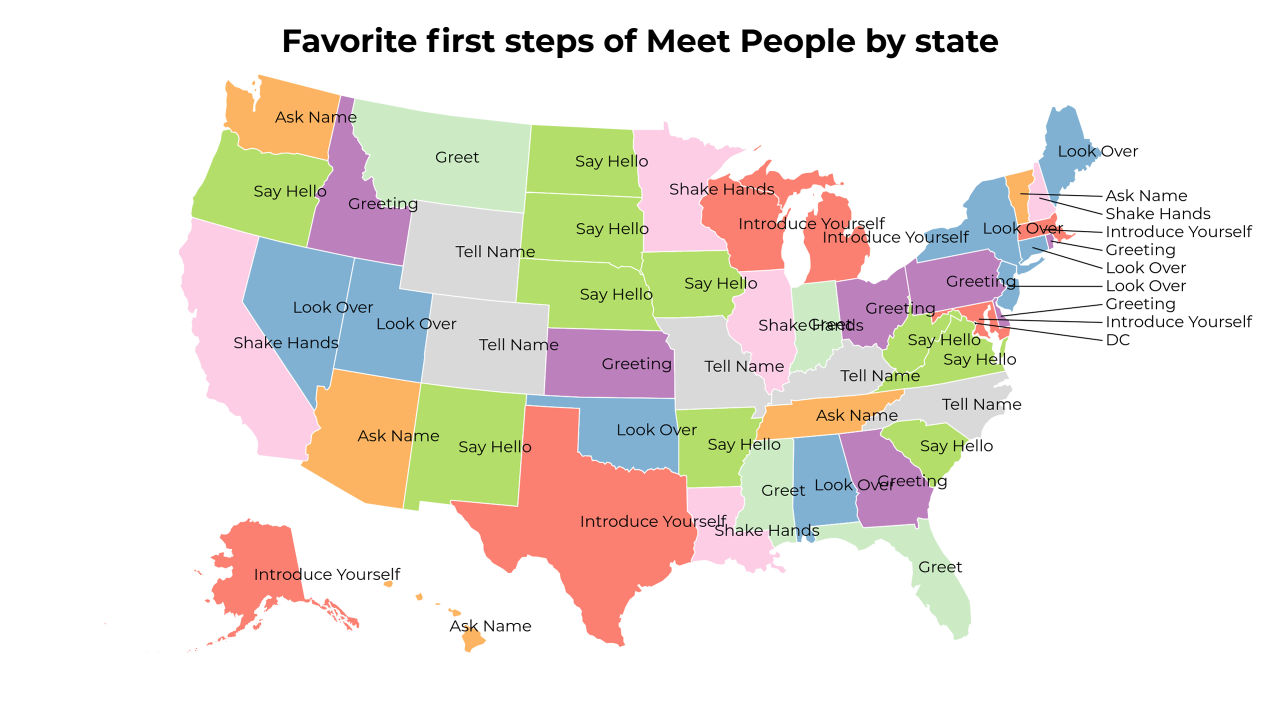 Favorite first steps of Meet People by state
Ask Name
Look Over
Greet
Say Hello
Shake Hands
Say Hello
Greeting
Ask Name
Shake Hands
Introduce Yourself
Introduce Yourself
Look Over
Introduce Yourself
Say Hello
Greeting
Tell Name
Look Over
Look Over
Greeting
Look Over
Say Hello
Say Hello
Greeting
Look Over
Look Over
Greeting
Greeting
Introduce Yourself
Shake Hands
Greet
Say Hello
DC
Shake Hands
Tell Name
Say Hello
Greeting
Tell Name
Tell Name
Tell Name
Ask Name
Look Over
Ask Name
Say Hello
Say Hello
Say Hello
Greet
Look Over
Greeting
Introduce Yourself
Shake Hands
Greet
Introduce Yourself
Ask Name